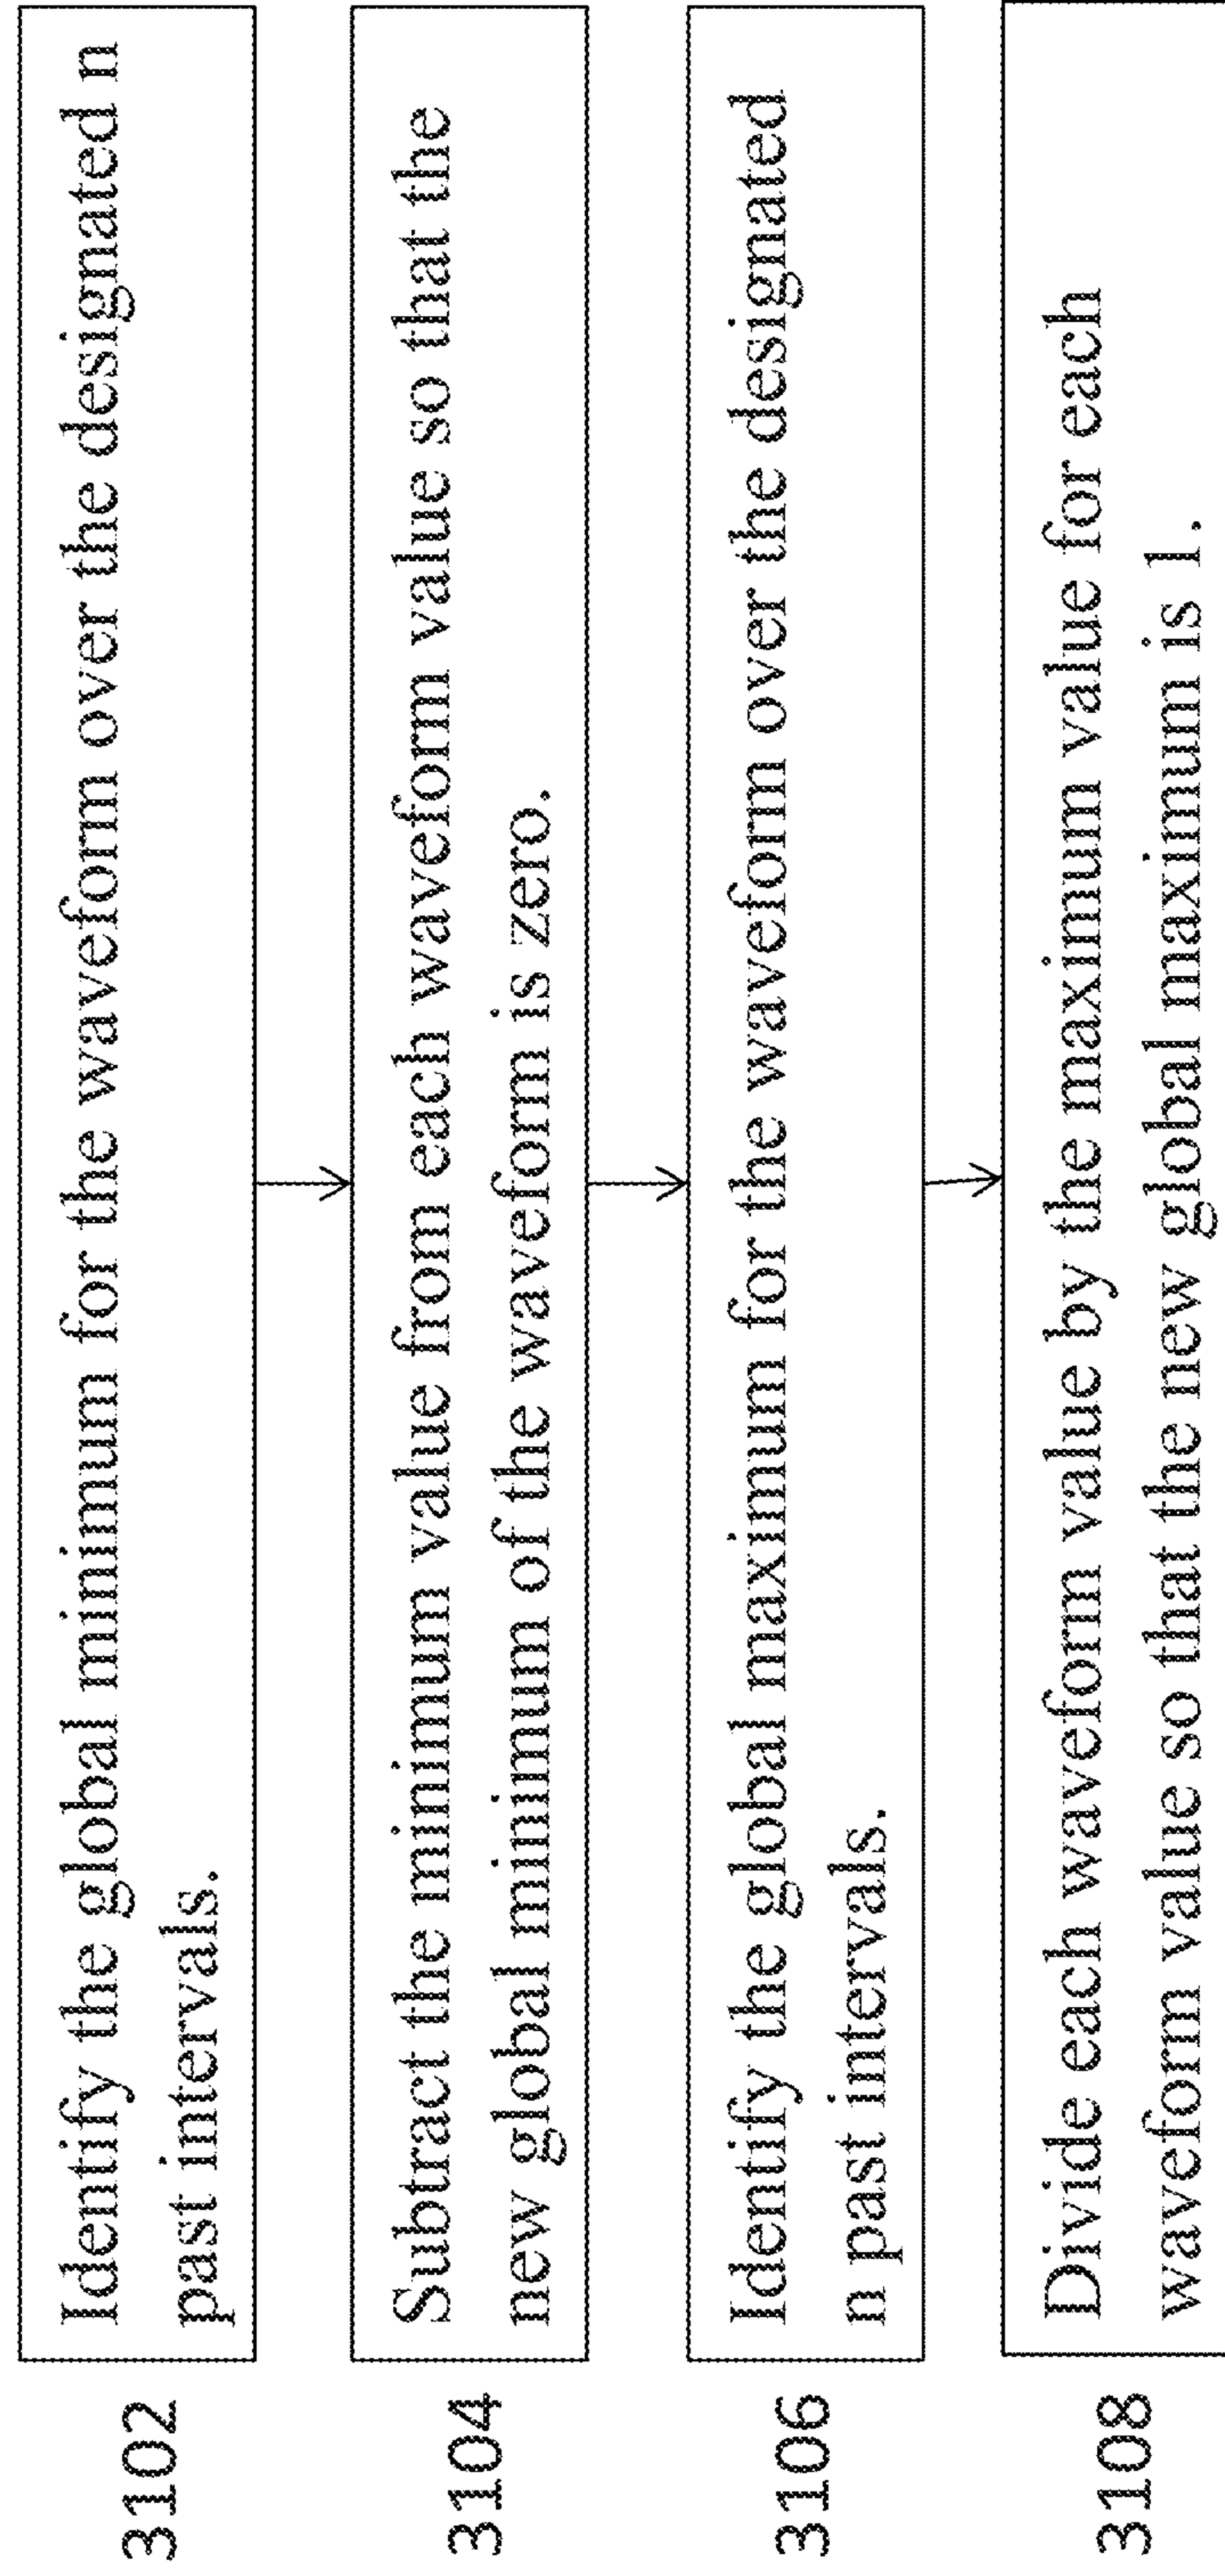 3102
Identify the global minimum for the waveform over the designated n
past intervals.
3104
Subtract the minimum value from each waveform value so that the
new global minimum of the waveform is zero.
3106
Identify the global maximum for the waveform over the designated
n past intervals.
3108
Divide each waveform value by the maximum value for each
waveform value so that the new global maximum is 1.